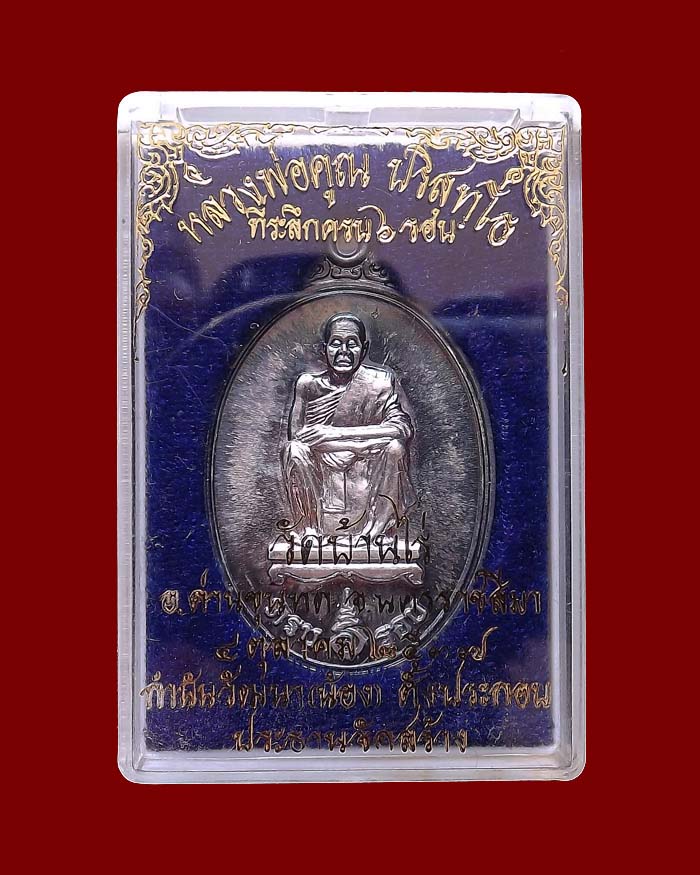 หลวงพ่อคูณ ปริสุทโธ
ที่ระลึกครบ ๖ รอบ
วัดบ้านไร่
อ.ด่านขุนทด จ.นครราชสีมา
๔ ตุลาคม ๒๕๓๗
กำนันวัฒนา(น้อง) ตั้งประกอบ
ประธานจัดสร้าง